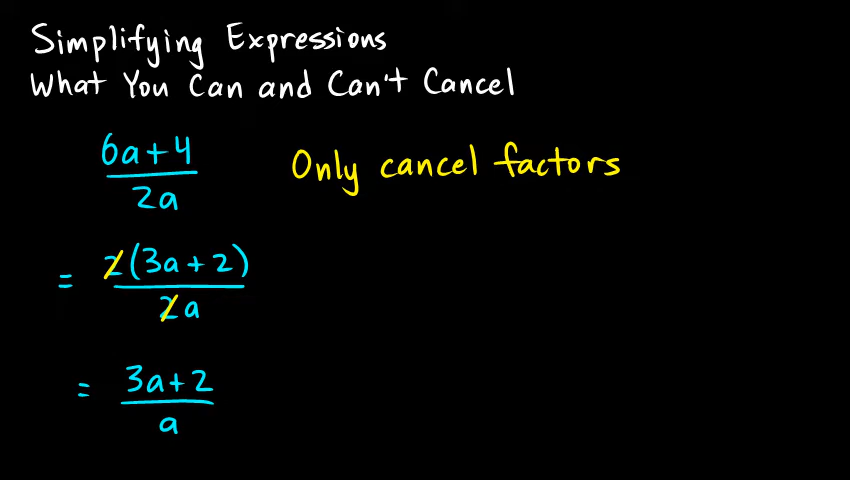 Simplifying Expressions
What You Can and Can't Cancel
6a+4
2a
Only cancel factors
= 2(3a+2)
2a
= 3a+2
a